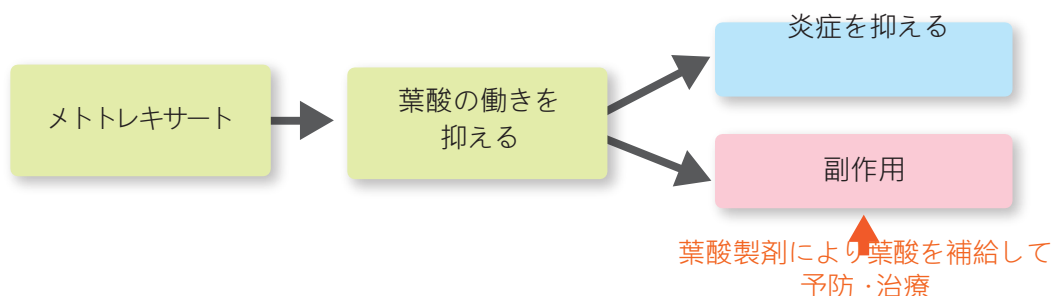 メトトレキサート
葉酸の働きを
抑える
炎症を抑える
副作用
葉酸製剤により葉酸を補給して
予防・治療